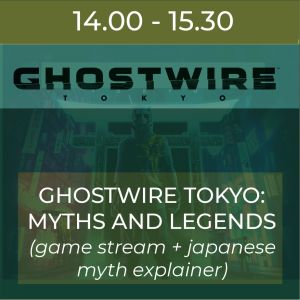 14.00 - 15.30
GHOSTWIRE
TOKYO
GHOSTWIRE TOKYO:
MYTHS AND LEGENDS
(game stream + japanese
myth explainer)